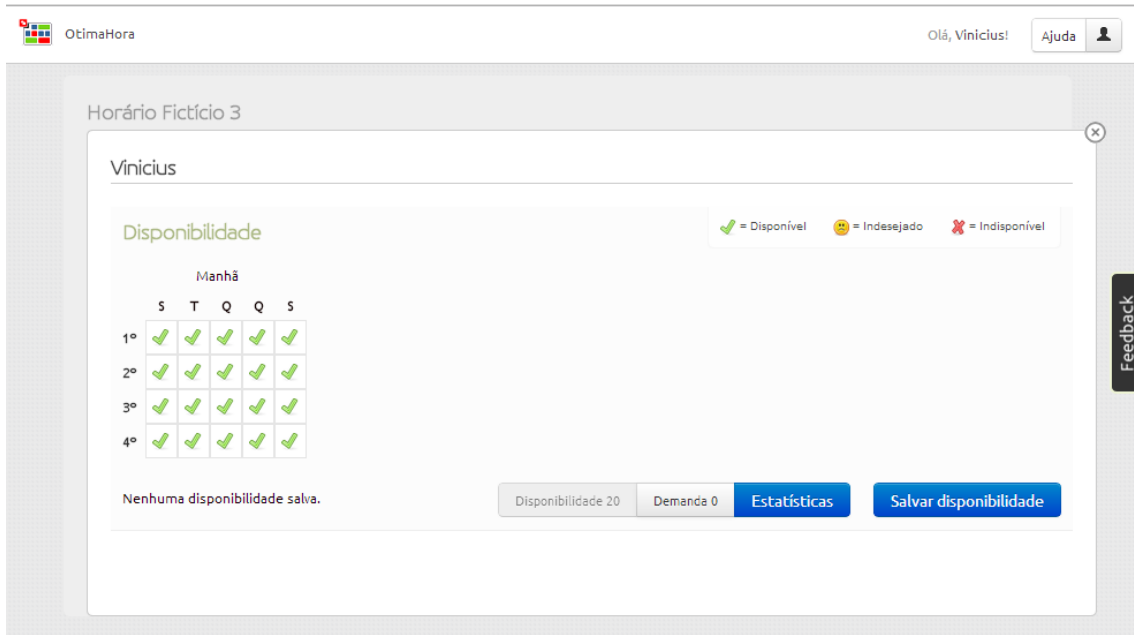 OtimaHora
Olá, Vinicius!
Ajuda
Horário Fictício 3
Vinicius
Disponibilidade
= Disponível
= Indesejado
= Indisponível
Manhã
S T Q Q S
1º
2º
3º
4º
Nenhuma disponibilidade salva.
Disponibilidade 20
Demanda 0
Estatísticas
Salvar disponibilidade
Feedback